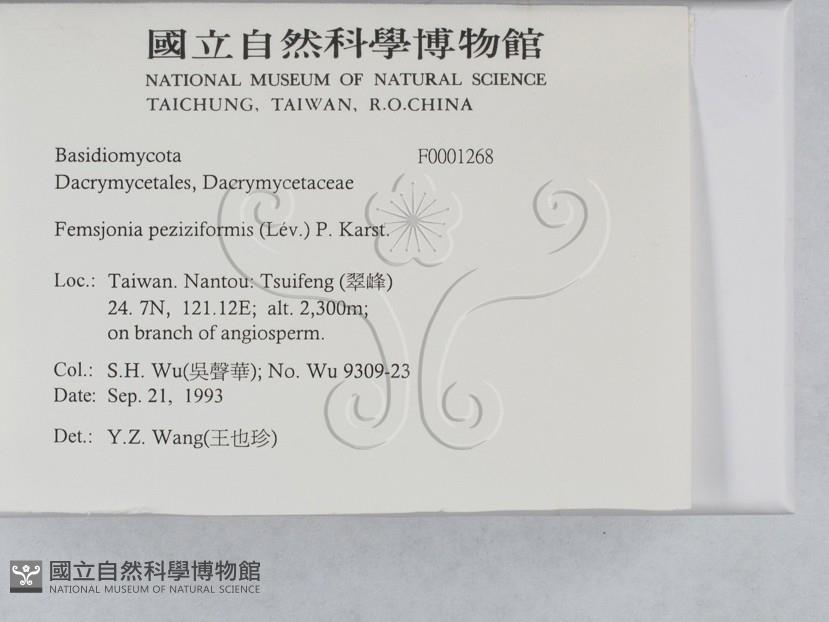 國立自然科學博物館
NATIONAL MUSEUM OF NATURAL SCIENCE
TAICHUNG, TAIWAN, R.O.CHINA
Basidiomycota F0001268
Dacrymycetales, Dacrymycetaceae
Femsjonia peziziformis (Lév.) P. Karst.
Loc.: Taiwan. Nantou: Tsuifeng (翠峰)
24. 7N, 121.12E; alt. 2,300m;
on branch of angiosperm.
Col.: S.H. Wu(吳聲華); No. Wu 9309-23
Date: Sep. 21, 1993
Det.: Y.Z. Wang(王也珍)
國立自然科學博物館
NATIONAL MUSEUM OF NATURAL SCIENCE